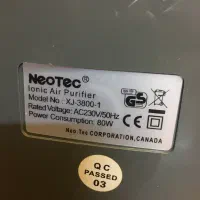 NeoTec®
Ionic Air Purifier
Model No : XJ-3800-1
Rated Voltage: AC230V/50Hz
Power Consumption: 80W
Neo-Tec CORPORATION,CANADA
QC
PASSED
03